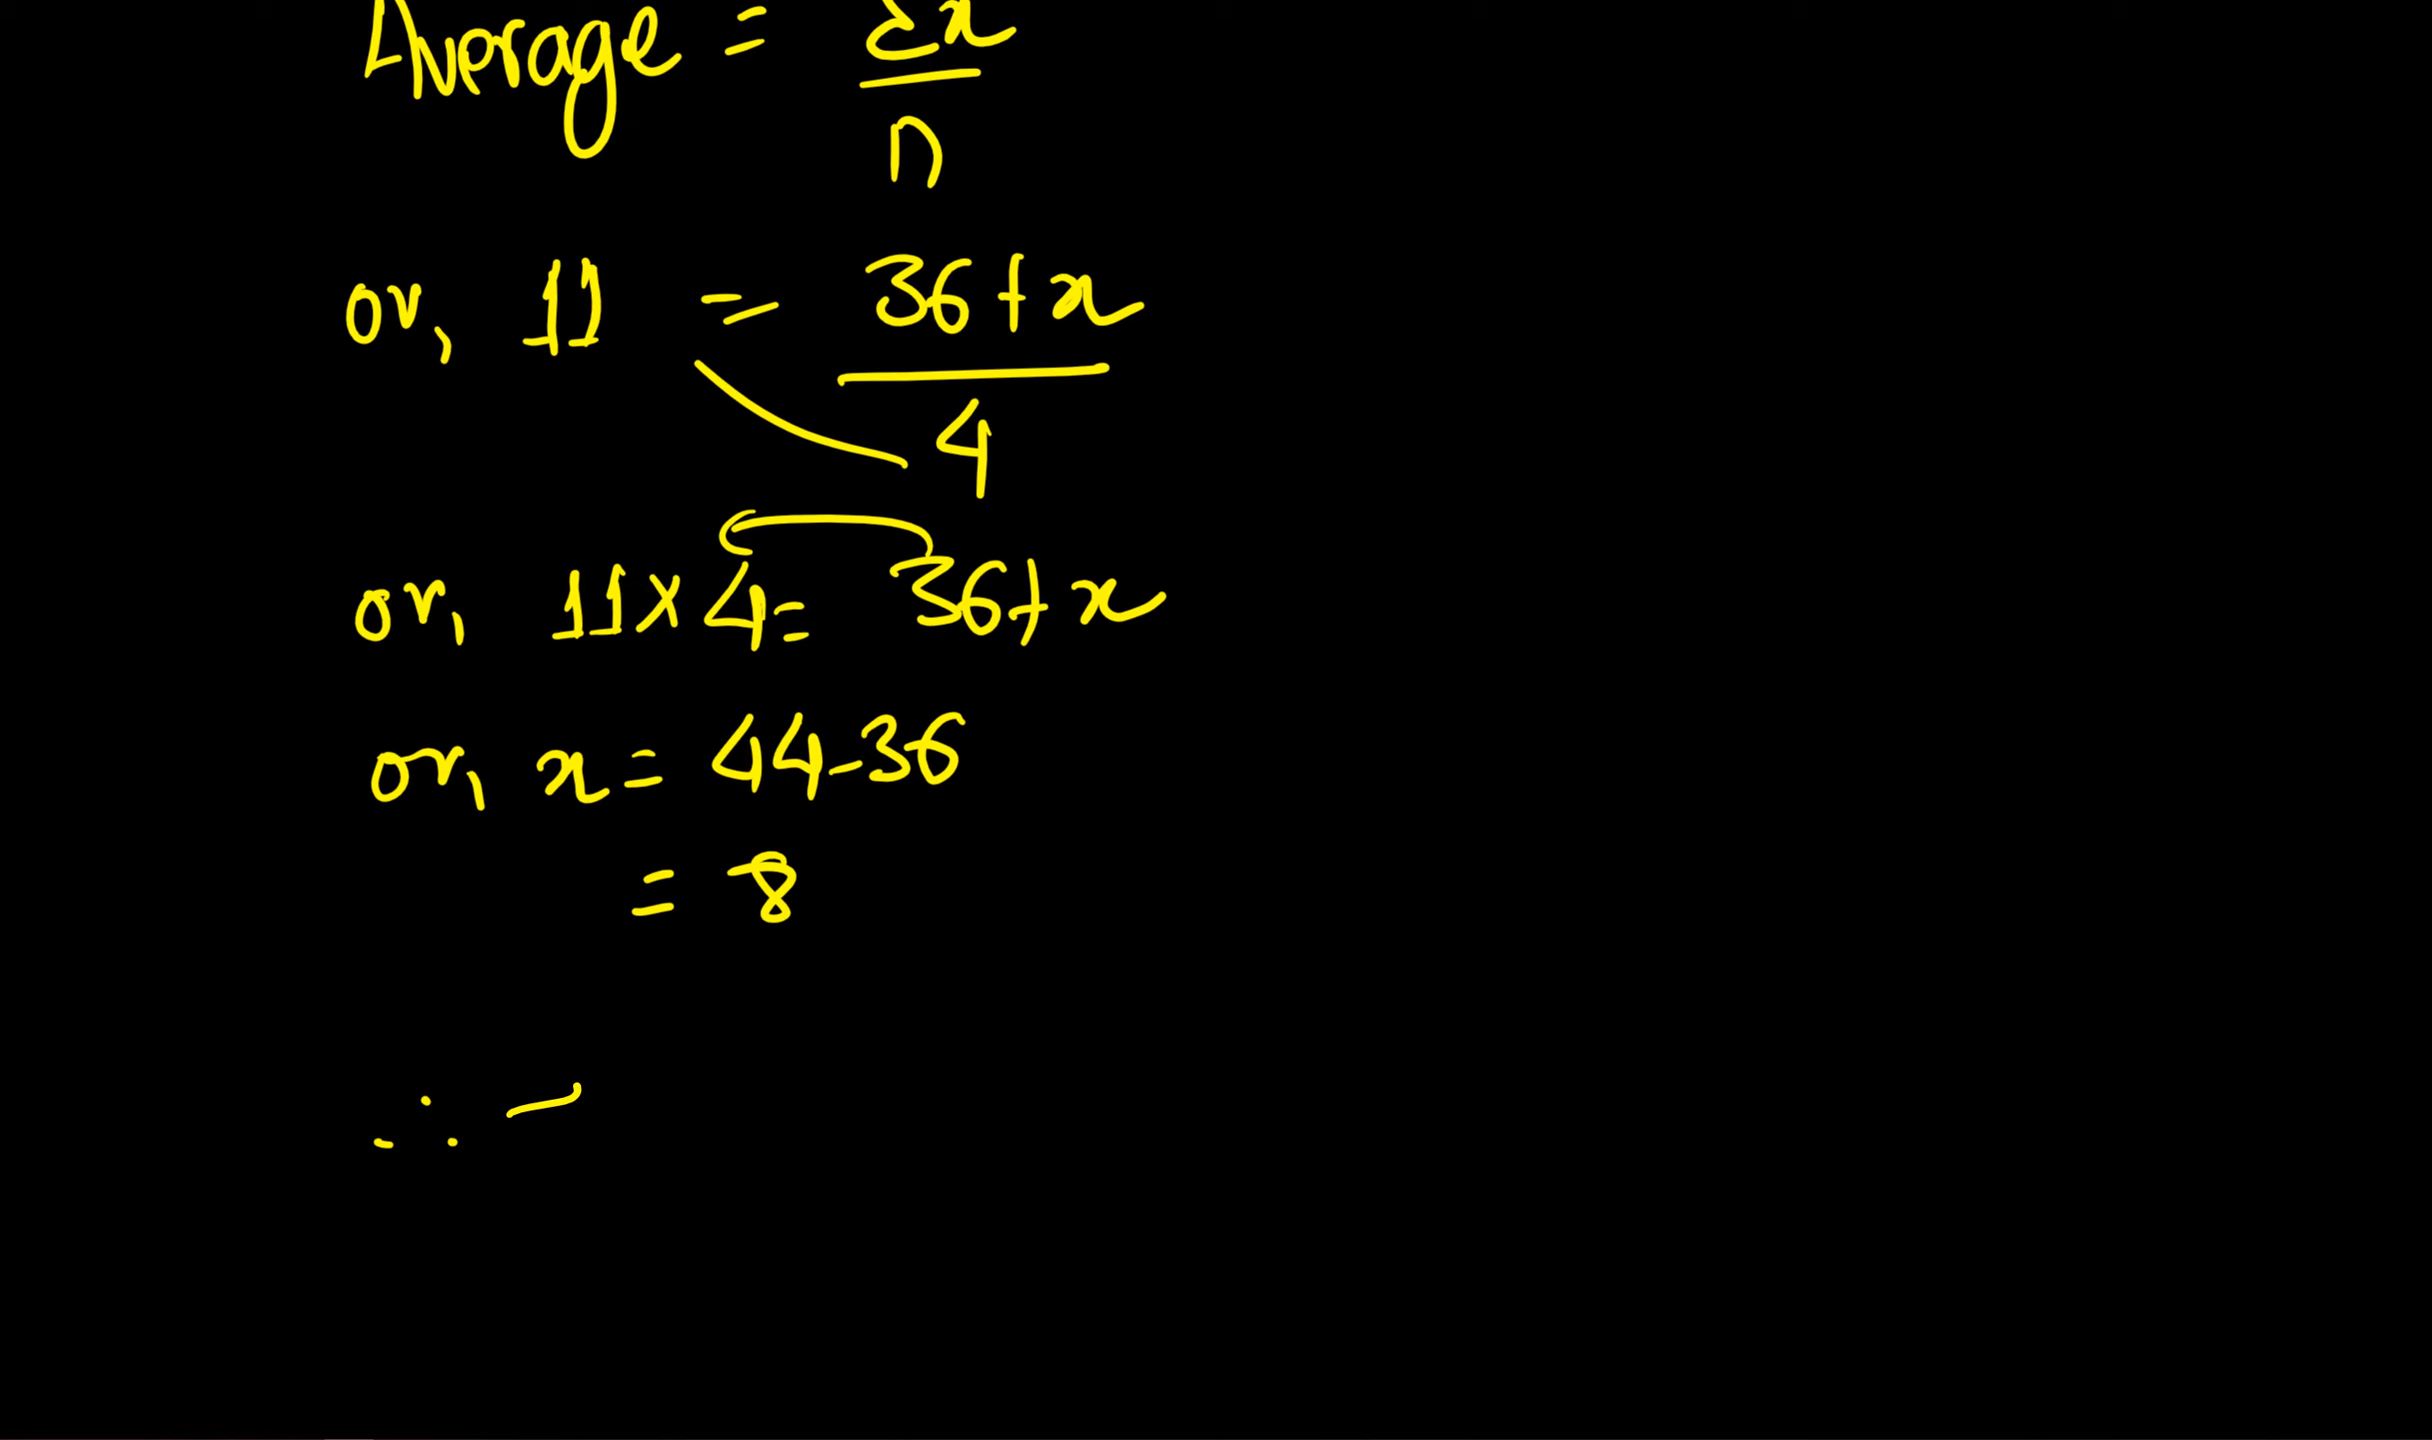 Average = Σx
n
or, 11 = 36+x
4
or, 11×4= 36+x
or, x= 44-36
= 8
∴